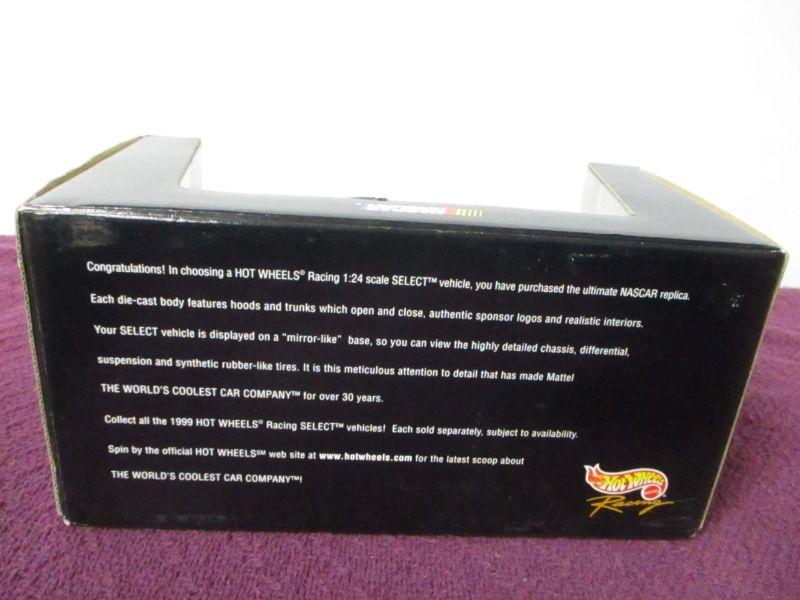 NASCAR
Congratulations! In choosing a HOT WHEELS® Racing 1:24 scale SELECT™ vehicle, you have purchased the ultimate NASCAR replica.
Each die-cast body features hoods and trunks which open and close, authentic sponsor logos and realistic interiors.
Your SELECT vehicle is displayed on a "mirror-like" base, so you can view the highly detailed chassis, differential,
suspension and synthetic rubber-like tires. It is this meticulous attention to detail that has made Mattel
THE WORLD'S COOLEST CAR COMPANY™ for over 30 years.
Collect all the 1999 HOT WHEELS® Racing SELECT™ vehicles! Each sold separately, subject to availability.
Spin by the official HOT WHEELS℠ web site at www.hotwheels.com for the latest scoop about
THE WORLD'S COOLEST CAR COMPANY™!
Hot Wheels
MATTEL
Racing